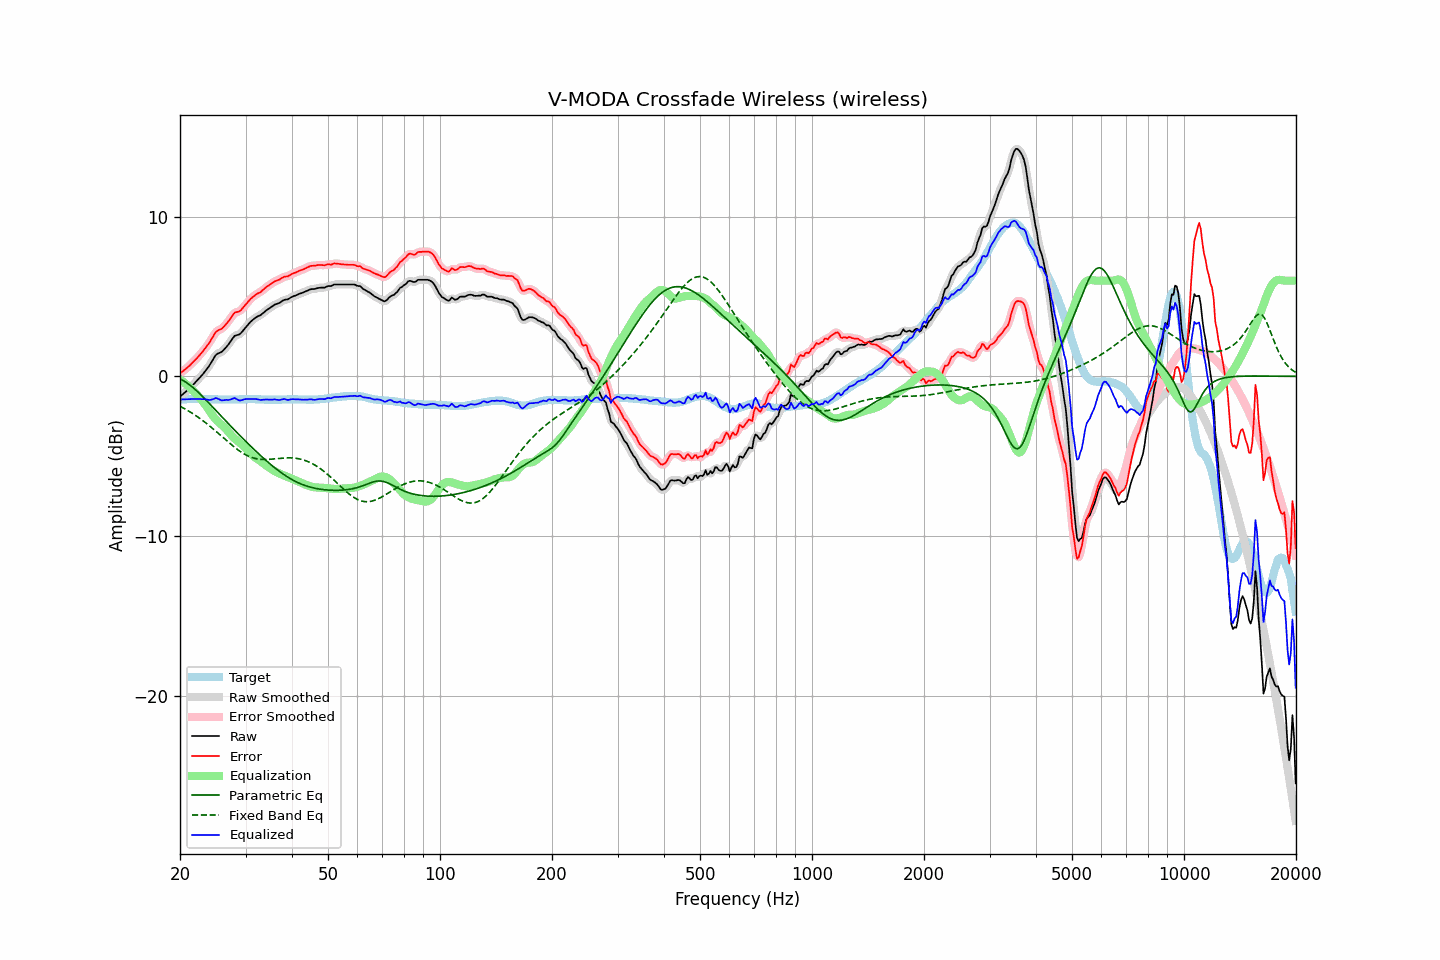 V-MODA Crossfade Wireless (wireless)
Amplitude (dBr)
10
0
−10
−20
Target
Raw Smoothed
Error Smoothed
Raw
Error
Equalization
Parametric Eq
Fixed Band Eq
Equalized
20 50 100 200 500 1000 2000 5000 10000 20000
Frequency (Hz)